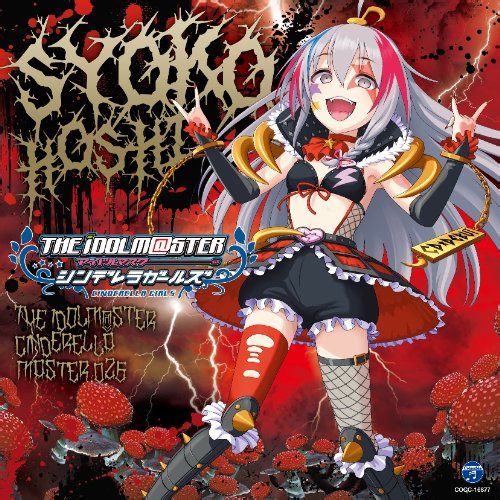 SYOKO
HOSHI
THE IDOLM@STER
アイドルマスター
シンデレラガールズ
CINDERELLA GIRLS
THE IDOLM@STER
CINDERELLA
MASTER 026
COCC-16877